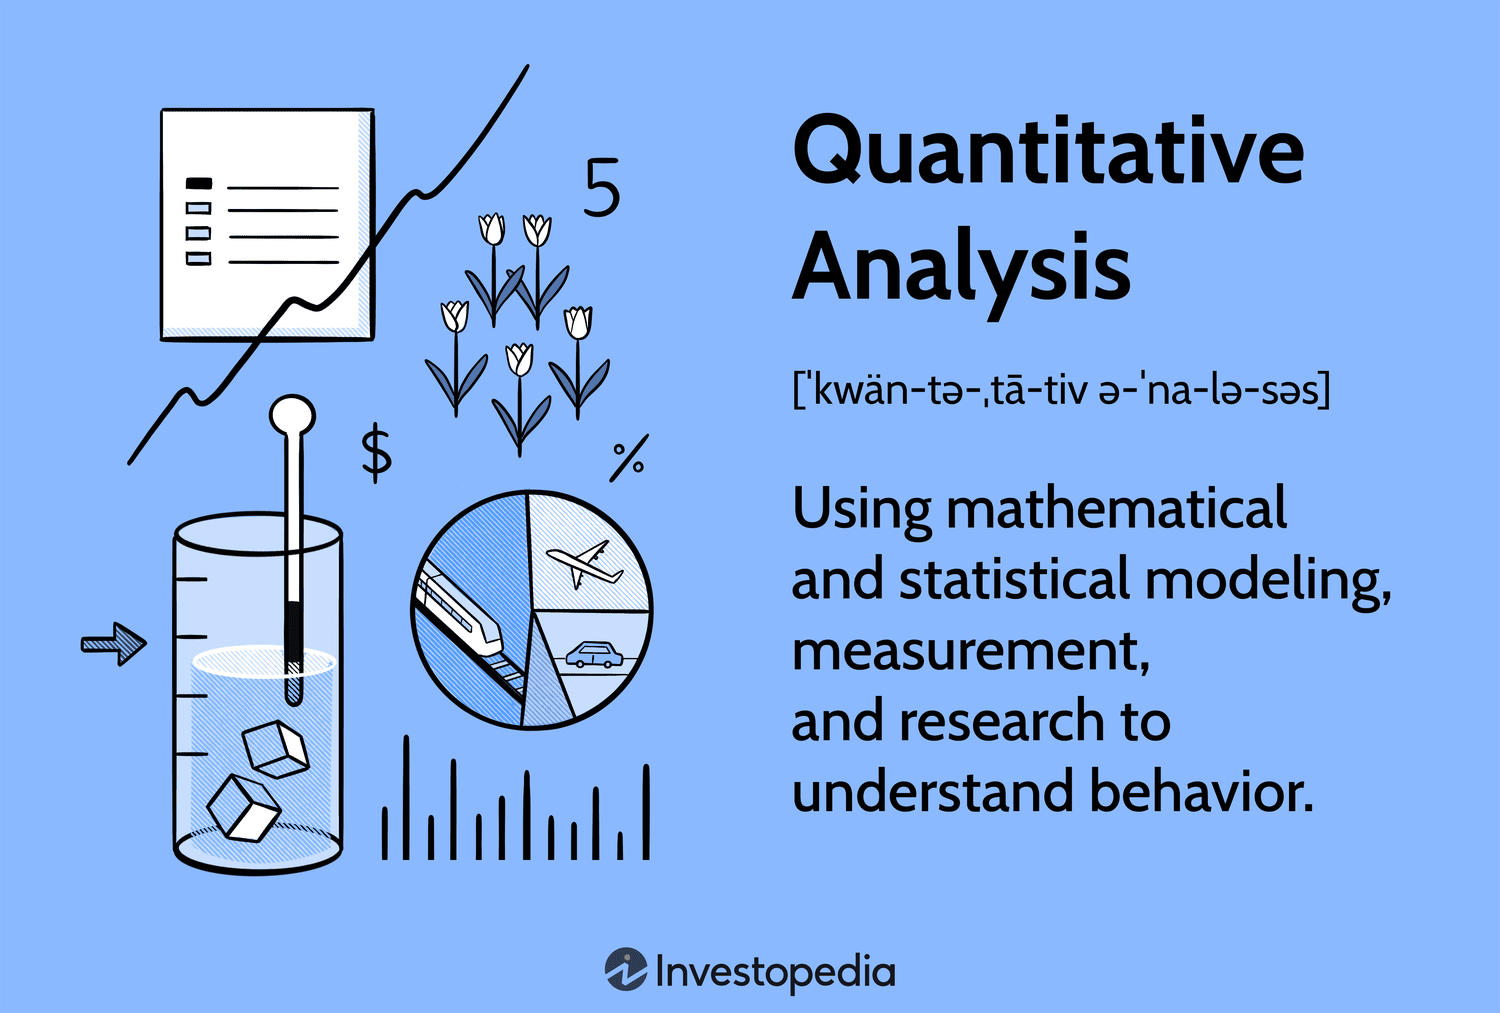 5
$
%
Quantitative
Analysis
[ˈkwän-tə-ˌtā-tiv ə-ˈna-lə-səs]
Using mathematical
and statistical modeling,
measurement,
and research to
understand behavior.
Investopedia